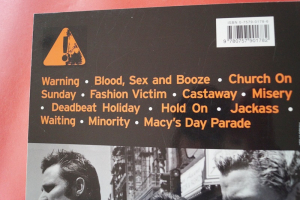 Warning • Blood, Sex and Booze • Church On
Sunday • Fashion Victim • Castaway • Misery
• Deadbeat Holiday • Hold On • Jackass •
Waiting • Minority • Macy's Day Parade